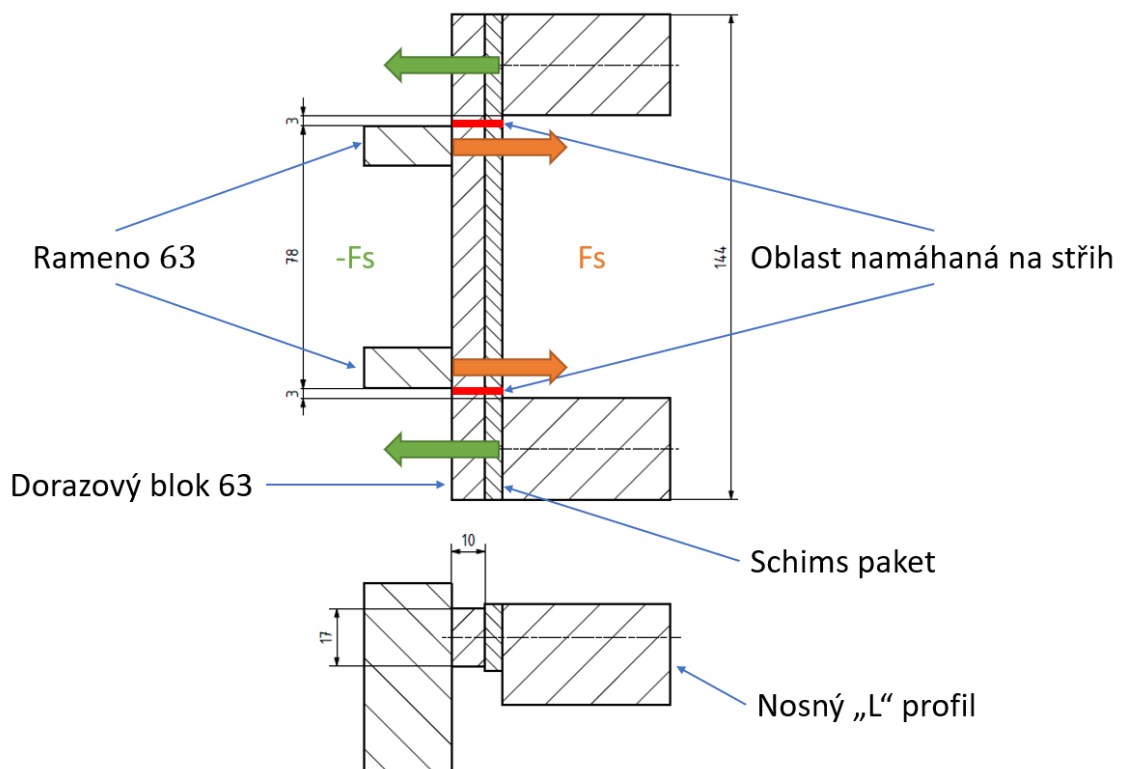 3
Rameno 63
78
-Fs
Fs
144
Oblast namáhaná na střih
3
Dorazový blok 63
10
Schims paket
17
Nosný „L“ profil